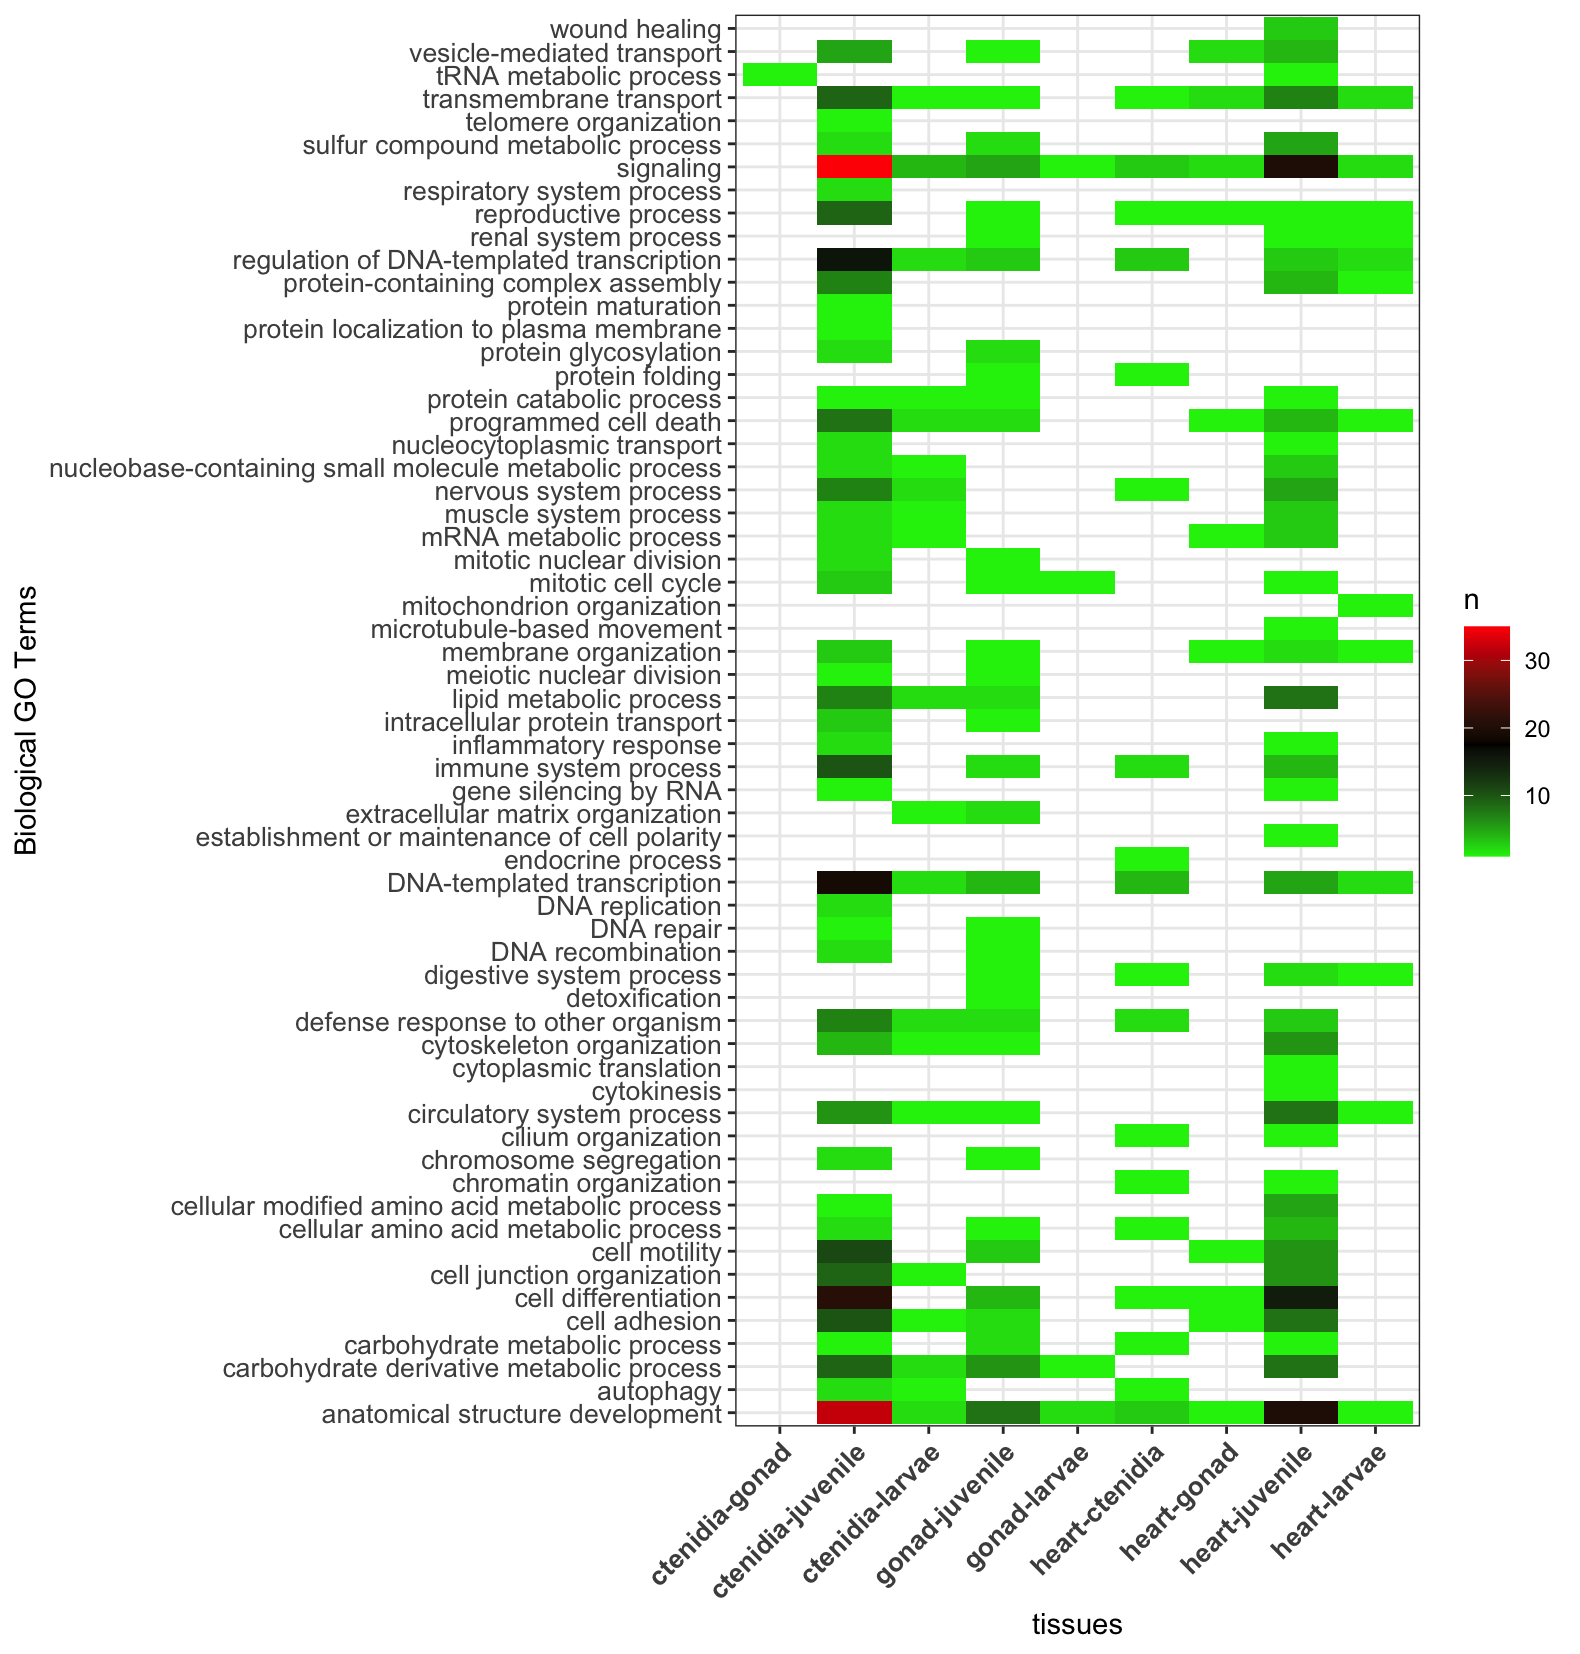 wound healing
vesicle-mediated transport
tRNA metabolic process
transmembrane transport
telomere organization
sulfur compound metabolic process
signaling
respiratory system process
reproductive process
renal system process
regulation of DNA-templated transcription
protein-containing complex assembly
protein maturation
protein localization to plasma membrane
protein glycosylation
protein folding
protein catabolic process
programmed cell death
nucleocytoplasmic transport
nucleobase-containing small molecule metabolic process
nervous system process
muscle system process
mRNA metabolic process
mitotic nuclear division
mitotic cell cycle
mitochondrion organization
microtubule-based movement
membrane organization
meiotic nuclear division
lipid metabolic process
intracellular protein transport
inflammatory response
immune system process
gene silencing by RNA
extracellular matrix organization
establishment or maintenance of cell polarity
endocrine process
DNA-templated transcription
DNA replication
DNA repair
DNA recombination
digestive system process
detoxification
defense response to other organism
cytoskeleton organization
cytoplasmic translation
cytokinesis
circulatory system process
cilium organization
chromosome segregation
chromatin organization
cellular modified amino acid metabolic process
cellular amino acid metabolic process
cell motility
cell junction organization
cell differentiation
cell adhesion
carbohydrate metabolic process
carbohydrate derivative metabolic process
autophagy
anatomical structure development
Biological GO Terms
ctenidia-gonad
ctenidia-juvenile
ctenidia-larvae
gonad-juvenile
gonad-larvae
heart-ctenidia
heart-gonad
heart-juvenile
heart-larvae
tissues
n
30
20
10